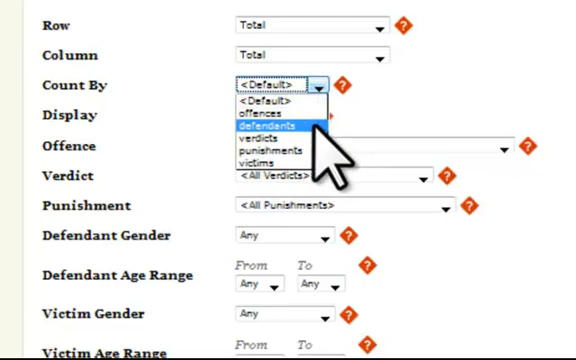 Row Total ?
Column Total
Count By <Default> ?
<Default>
offences
Display defendants
verdicts
Offence punishments ?
victims
Verdict <All Verdicts> ?
Punishment <All Punishments> ?
Defendant Gender Any ?
From To ?
Defendant Age Range Any Any
Victim Gender Any ?
From To ?
Victim Age Range